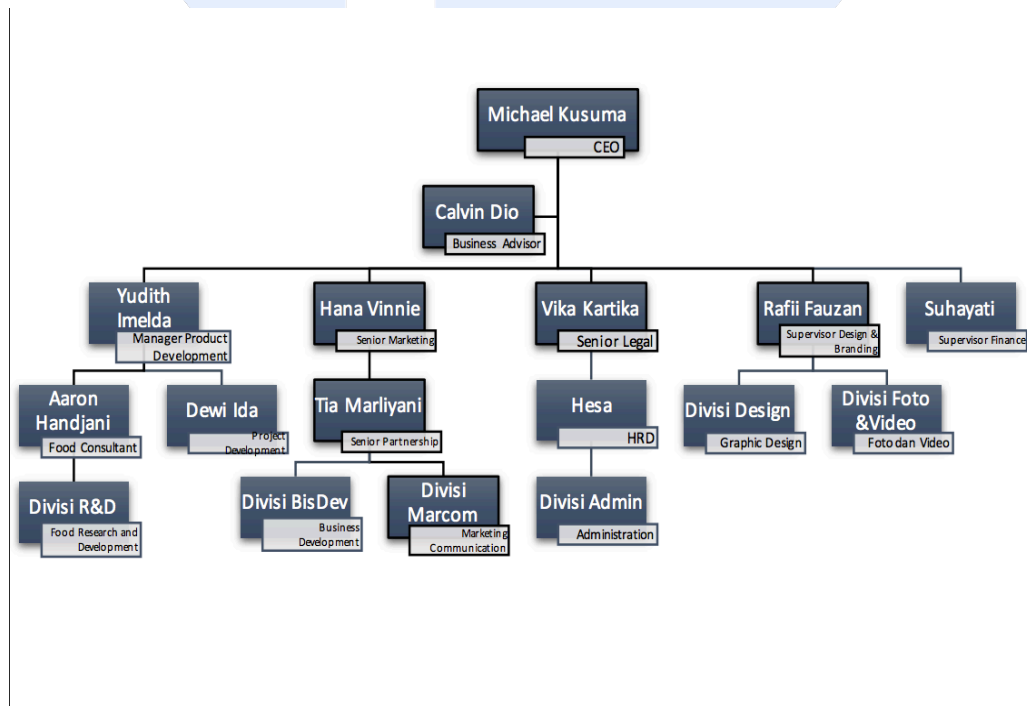 Michael Kusuma
CEO
Calvin Dio
Business Advisor
Yudith
Imelda
Manager Product
Development
Hana Vinnie
Senior Marketing
Vika Kartika
Senior Legal
Rafii Fauzan
Supervisor Design &
Branding
Suhayati
Supervisor Finance
Aaron
Handjani
Food Consultant
Dewi Ida
Project
Development
Tia Marliyani
Senior Partnership
Hesa
HRD
Divisi Design
Graphic Design
Divisi Foto
&Video
Foto dan Video
Divisi R&D
Food Research and
Development
Divisi BisDev
Business
Development
Divisi
Marcom
Marketing
Communication
Divisi Admin
Administration